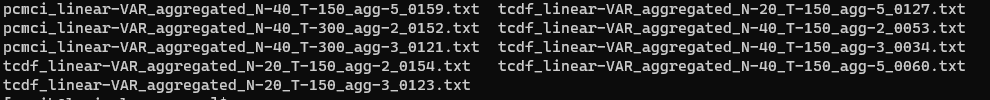 pcmci_linear-VAR_aggregated_N-40_T-150_agg-5_0159.txt  tcdf_linear-VAR_aggregated_N-20_T-150_agg-5_0127.txt
pcmci_linear-VAR_aggregated_N-40_T-300_agg-2_0152.txt  tcdf_linear-VAR_aggregated_N-40_T-150_agg-2_0053.txt
pcmci_linear-VAR_aggregated_N-40_T-300_agg-3_0121.txt  tcdf_linear-VAR_aggregated_N-40_T-150_agg-3_0034.txt
tcdf_linear-VAR_aggregated_N-20_T-150_agg-2_0154.txt  tcdf_linear-VAR_aggregated_N-40_T-150_agg-5_0060.txt
tcdf_linear-VAR_aggregated_N-20_T-150_agg-3_0123.txt